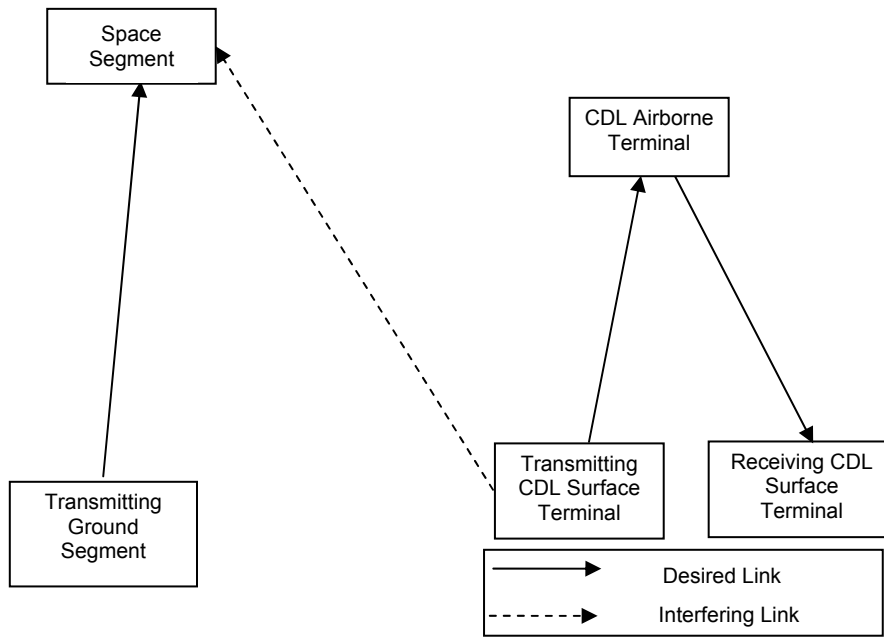 Space
Segment
CDL Airborne
Terminal
Transmitting
Ground
Segment
Transmitting
CDL Surface
Terminal
Receiving CDL
Surface
Terminal
Desired Link
Interfering Link